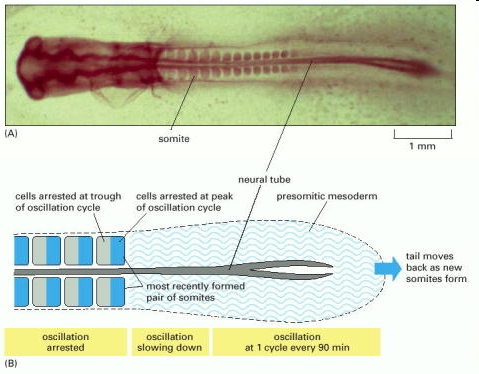 (A)
somite
1 mm
neural tube
cells arrested at trough
of oscillation cycle
cells arrested at peak
of oscillation cycle
presomitic mesoderm
tail moves
back as new
somites form
most recently formed
pair of somites
oscillation
arrested
oscillation
slowing down
oscillation
at 1 cycle every 90 min
(B)